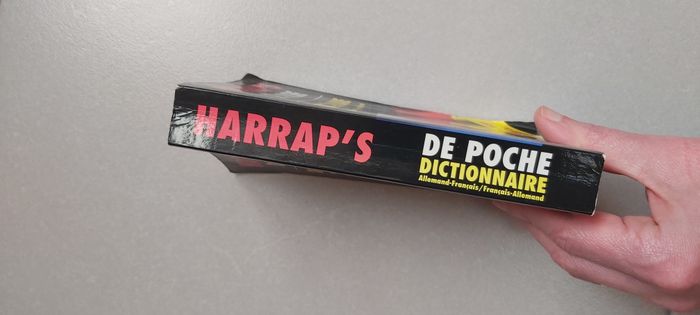 HARRAP'S
DE POCHE
DICTIONNAIRE
Allemand-Français/Français-Allemand